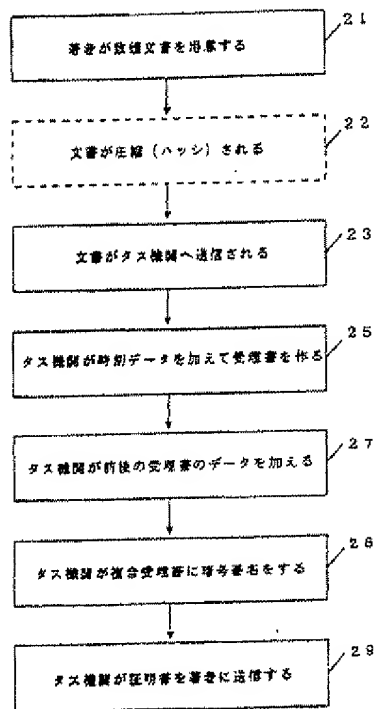 21
著者が数値文書を用意する
22
文書が圧縮（ハッシ）される
23
文書がタス機関へ送信される
25
タス機関が時刻データを加えて受理書を作る
27
タス機関が前後の受理書のデータを加える
28
タス機関が複合受理書に暗号署名をする
29
タス機関が証明書を著者に送信する